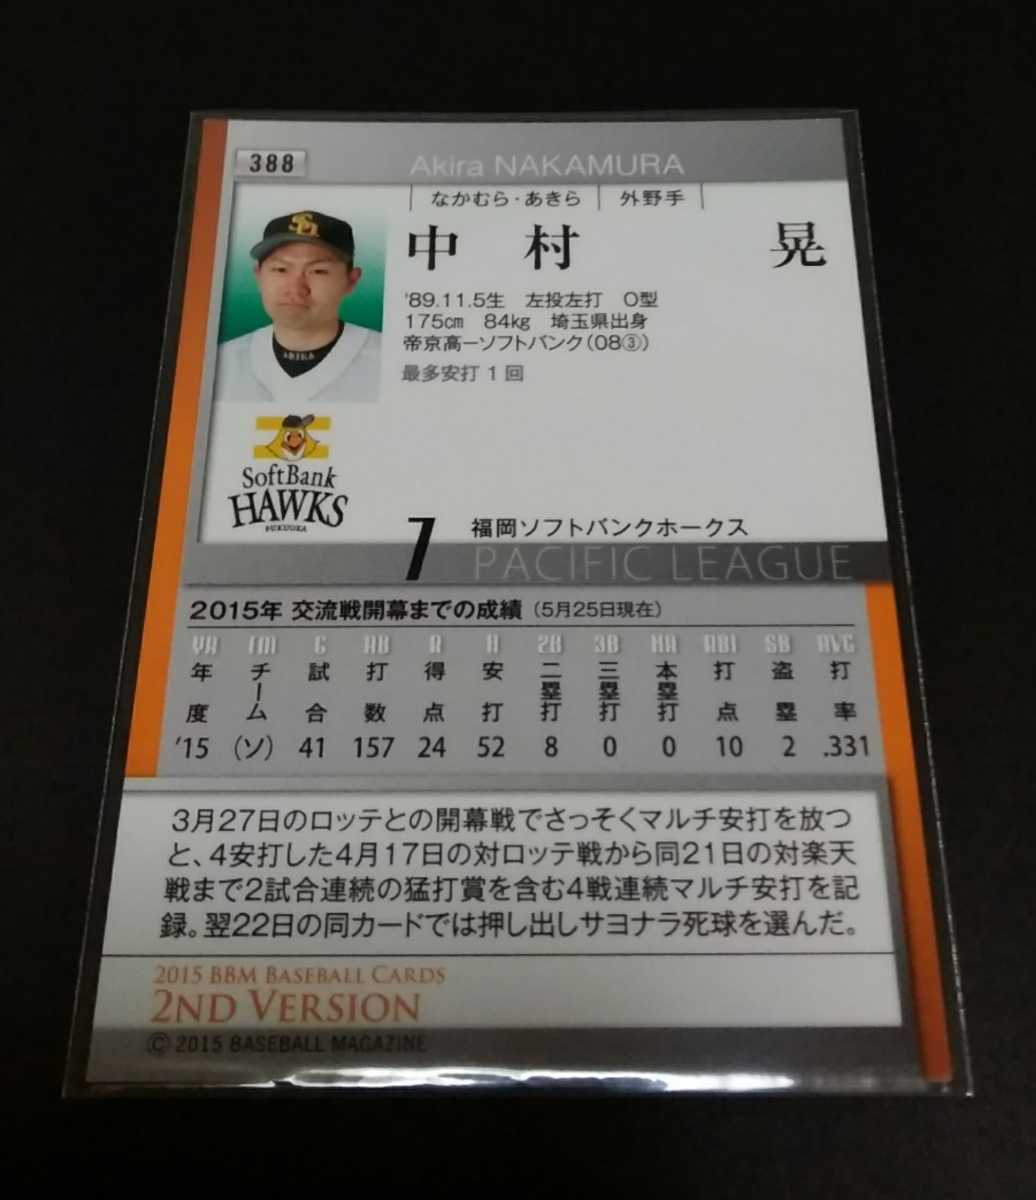 388
Akira NAKAMURA
なかむら・あきら 外野手
中村 晃
'89.11.5生 左投左打 O型
175cm 84kg 埼玉県出身
帝京高ーソフトバンク(08③)
最多安打1回
AKIRA
SoftBank
HAWKS
FUKUOKA
7 福岡ソフトバンクホークス
PACIFIC LEAGUE
2015年 交流戦開幕までの成績 (5月25日現在)
YR TM G AB R H 2B 3B HR RBI SB AVG
年度 チーム 試合 打数 得点 安打 二塁打 三塁打 本塁打 打点 盗塁 打率
'15 (ソ) 41 157 24 52 8 0 0 10 2 .331
3月27日のロッテとの開幕戦でさっそくマルチ安打を放つ
と、4安打した4月17日の対ロッテ戦から同21日の対楽天
戦まで2試合連続の猛打賞を含む4戦連続マルチ安打を記
録。翌22日の同カードでは押し出しサヨナラ死球を選んだ。
2015 BBM BASEBALL CARDS
2ND VERSION
© 2015 BASEBALL MAGAZINE